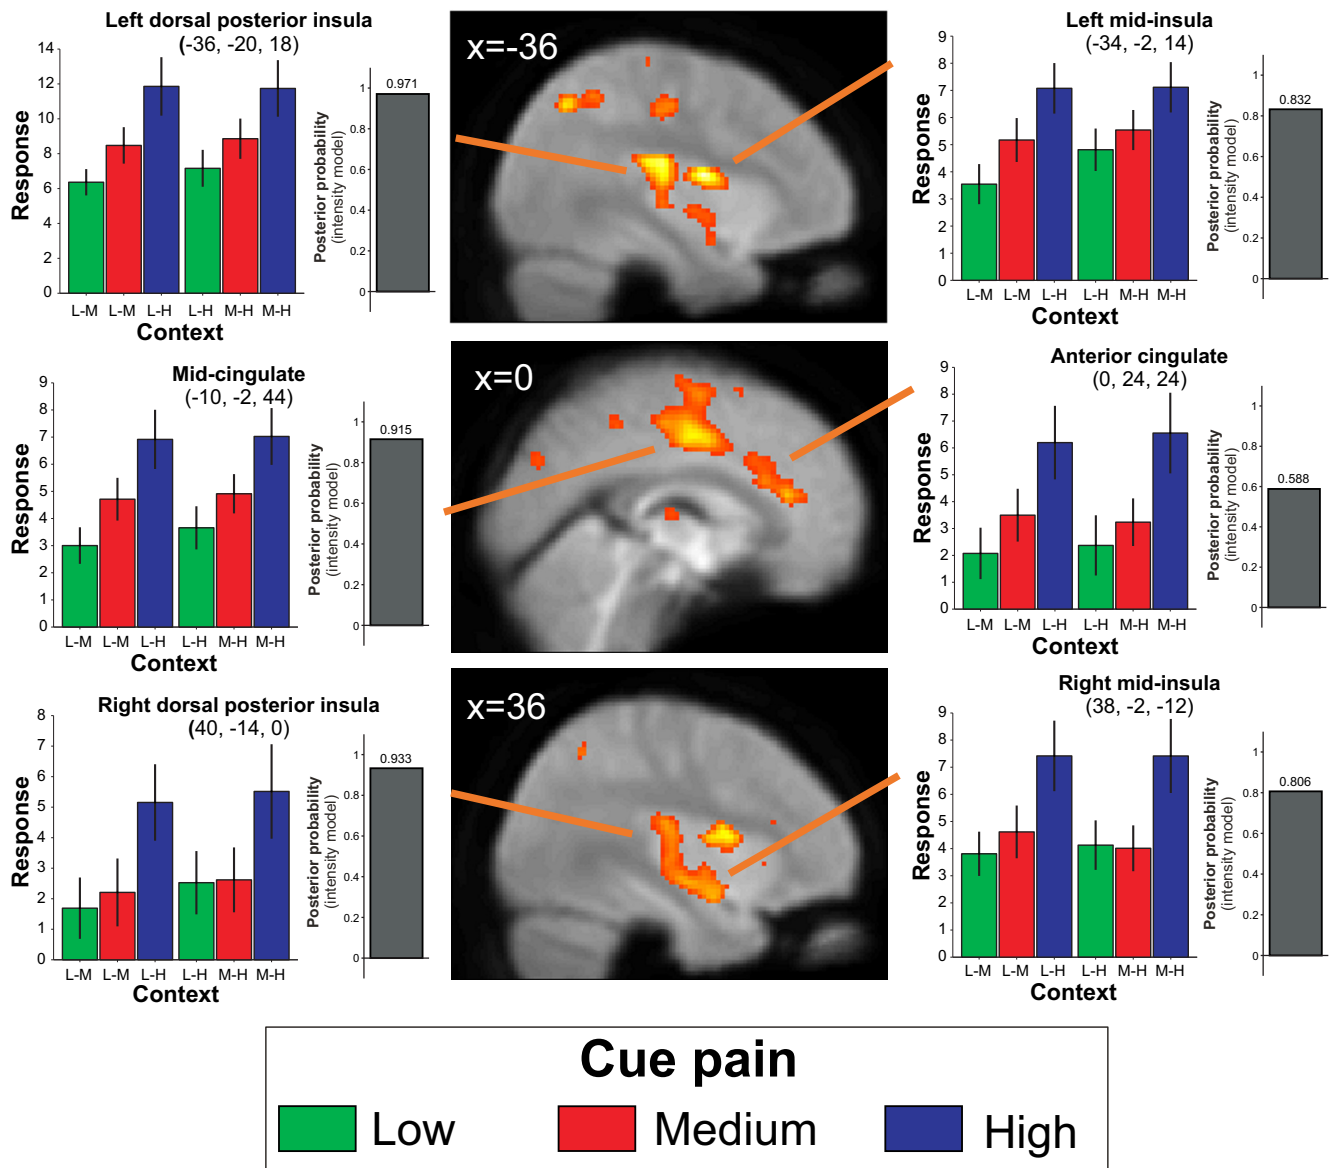 Left dorsal posterior insula
(-36, -20, 18)
Response
14
12
10
8
6
4
2
0
L-M L-M L-H L-H M-H M-H
Context
Posterior probability
(intensity model)
0.971
1
0.8
0.6
0.4
0.2
0
x=-36
Left mid-insula
(-34, -2, 14)
Response
9
8
7
6
5
4
3
2
1
0
L-M L-M L-H L-H M-H M-H
Context
Posterior probability
(intensity model)
0.832
1
0.8
0.6
0.4
0.2
0
Mid-cingulate
(-10, -2, 44)
Response
9
8
7
6
5
4
3
2
1
0
L-M L-M L-H L-H M-H M-H
Context
Posterior probability
(intensity model)
0.915
1
0.8
0.6
0.4
0.2
0
x=0
Anterior cingulate
(0, 24, 24)
Response
9
8
7
6
5
4
3
2
1
0
L-M L-M L-H L-H M-H M-H
Context
Posterior probability
(intensity model)
0.588
1
0.8
0.6
0.4
0.2
0
Right dorsal posterior insula
(40, -14, 0)
Response
8
7
6
5
4
3
2
1
0
L-M L-M L-H L-H M-H M-H
Context
Posterior probability
(intensity model)
0.933
1
0.8
0.6
0.4
0.2
0
x=36
Right mid-insula
(38, -2, -12)
Response
9
8
7
6
5
4
3
2
1
0
L-M L-M L-H L-H M-H M-H
Context
Posterior probability
(intensity model)
0.806
1
0.8
0.6
0.4
0.2
0
Cue pain
Low Medium High